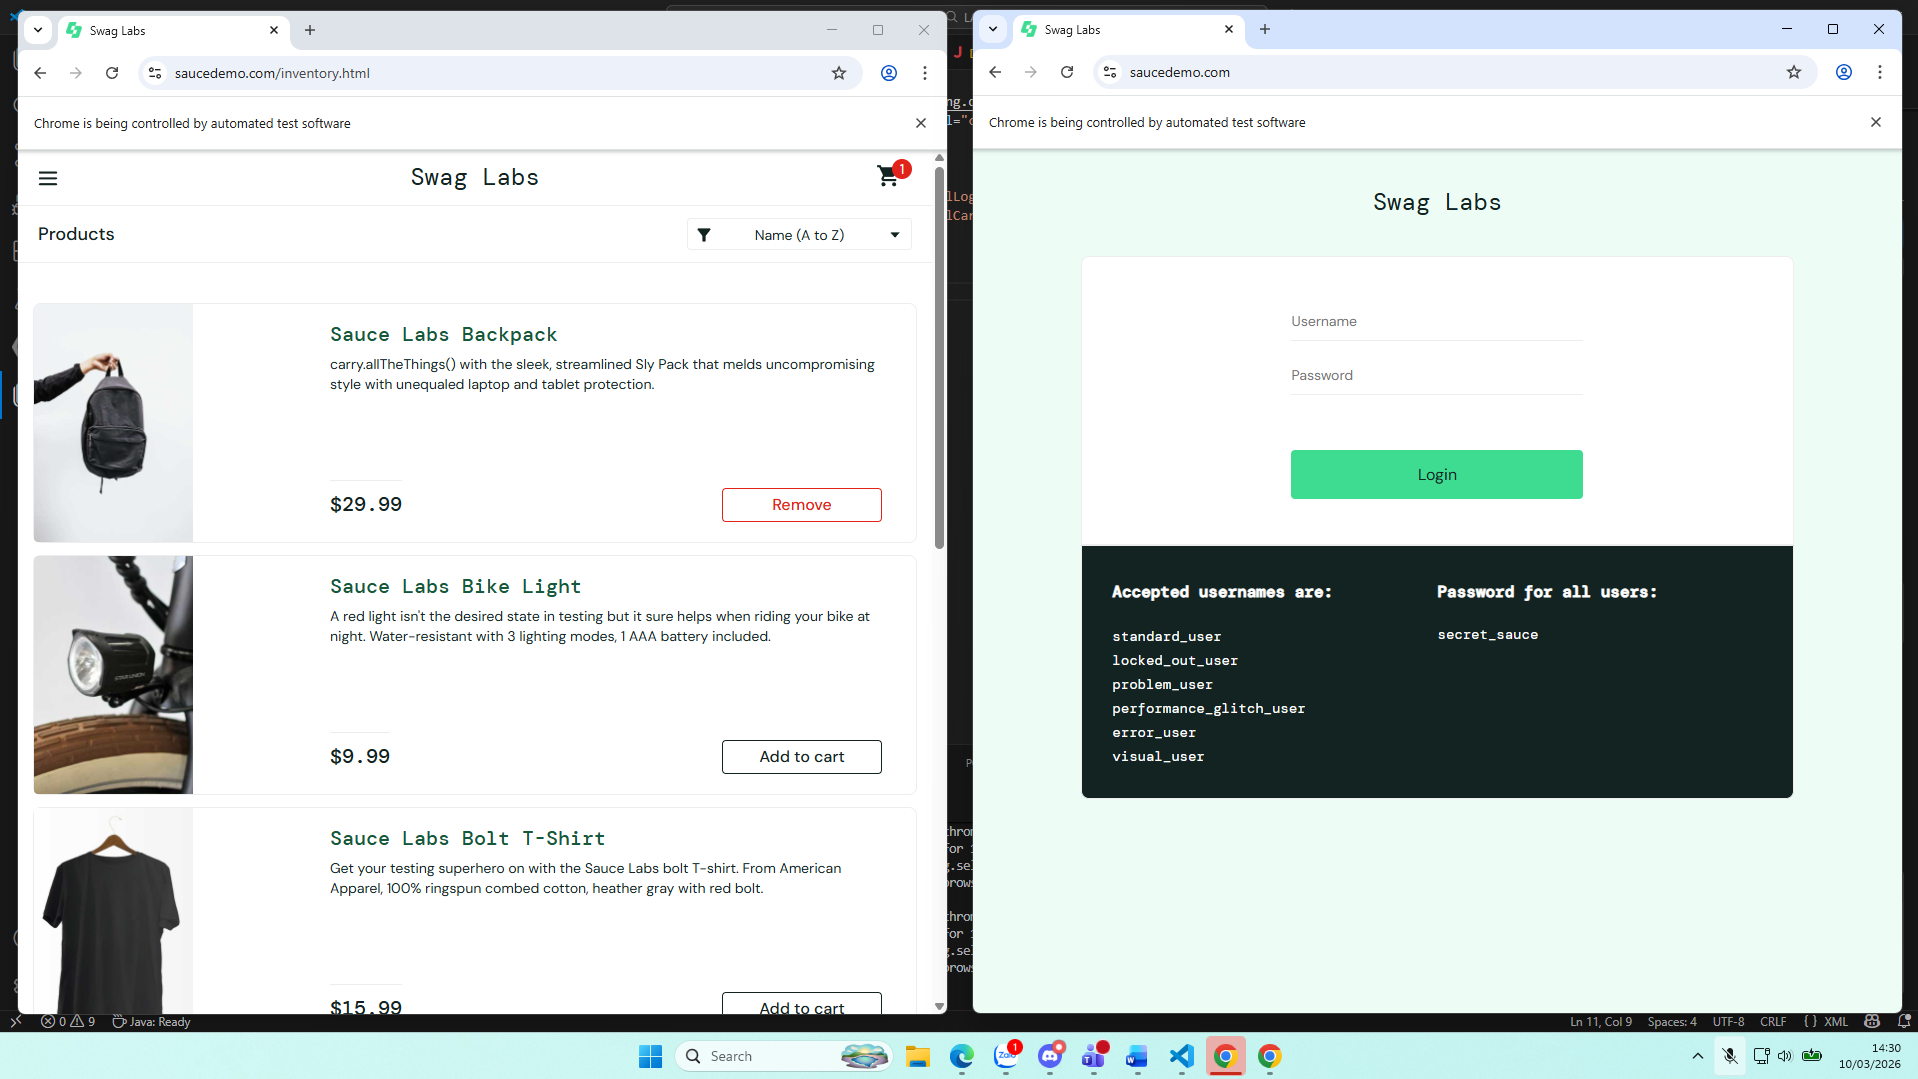 Swag Labs
saucedemo.com/inventory.html
Chrome is being controlled by automated test software
Swag Labs
1
Products
Name (A to Z)
Sauce Labs Backpack
carry.allTheThings() with the sleek, streamlined Sly Pack that melds uncompromising
style with unequaled laptop and tablet protection.
$29.99
Remove
Sauce Labs Bike Light
A red light isn't the desired state in testing but it sure helps when riding your bike at
night. Water-resistant with 3 lighting modes, 1 AAA battery included.
$9.99
Add to cart
Sauce Labs Bolt T-Shirt
Get your testing superhero on with the Sauce Labs bolt T-shirt. From American
Apparel, 100% ringspun combed cotton, heather gray with red bolt.
$15.99
Add to cart
Swag Labs
saucedemo.com
Chrome is being controlled by automated test software
Swag Labs
Username
Password
Login
Accepted usernames are:
standard_user
locked_out_user
problem_user
performance_glitch_user
error_user
visual_user
Password for all users:
secret_sauce
0 9 Java: Ready
Ln 11, Col 9 Spaces: 4 UTF-8 CRLF {} XML
Search
Zalo
1
14:30
10/03/2026